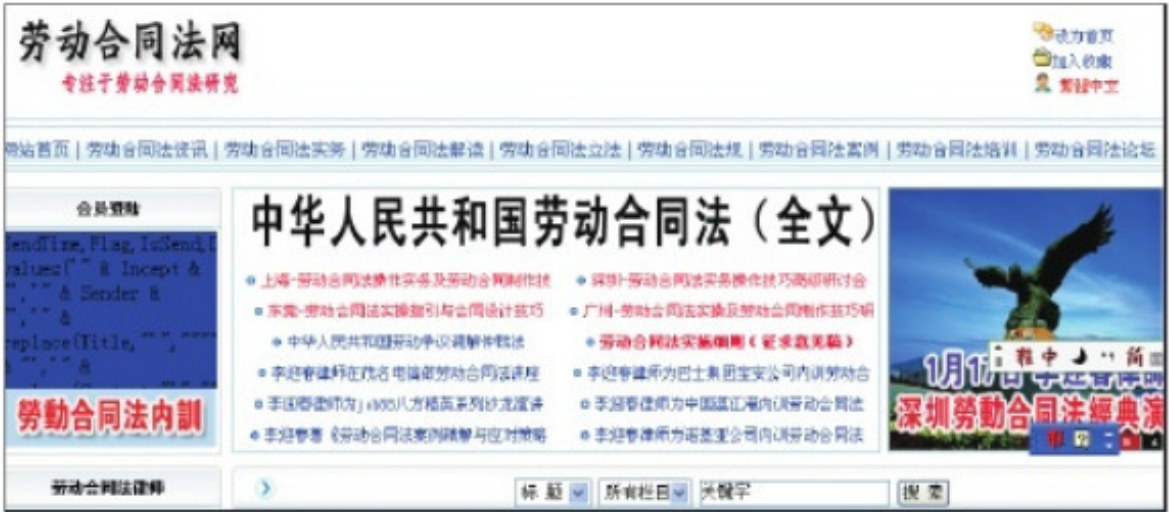 劳动合同法网
专注于劳动合同法研究
设为首页
加入收藏
繁體中文
网站首页 | 劳动合同法资讯 | 劳动合同法实务 | 劳动合同法解读 | 劳动合同法立法 | 劳动合同法规 | 劳动合同法案例 | 劳动合同法培训 | 劳动合同法论坛
会员登陆
SendTime,Flag,IsSend,
values('" & Incept &
"','" & Sender &
"','" &
replace(Title,
勞動合同法内訓
劳动合同法律师
中华人民共和国劳动合同法（全文）
上海-劳动合同法操作实务及劳动合同制作技
深圳-劳动合同法实务操作技巧高级研讨会
东莞-劳动合同法实操指引与合同设计技巧
广州-劳动合同法实操及劳动合同制作技巧研
中华人民共和国劳动争议调解仲裁法
劳动合同法实施细则（征求意见稿）
李迎春律师在茂名电信做劳动合同法讲座
李迎春律师为巴士集团宝安公司内训劳动合
李迎春律师为 八方精英系列沙龙演讲
李迎春律师为中国湛江港内训劳动合同法
李迎春著《劳动合同法案例精解与应对策略
李迎春律师为诺基亚公司内训劳动合同法
中 简
1月17日 李迎春律師
深圳勞動合同法經典演
标 题 所有栏目 关键字 搜 索